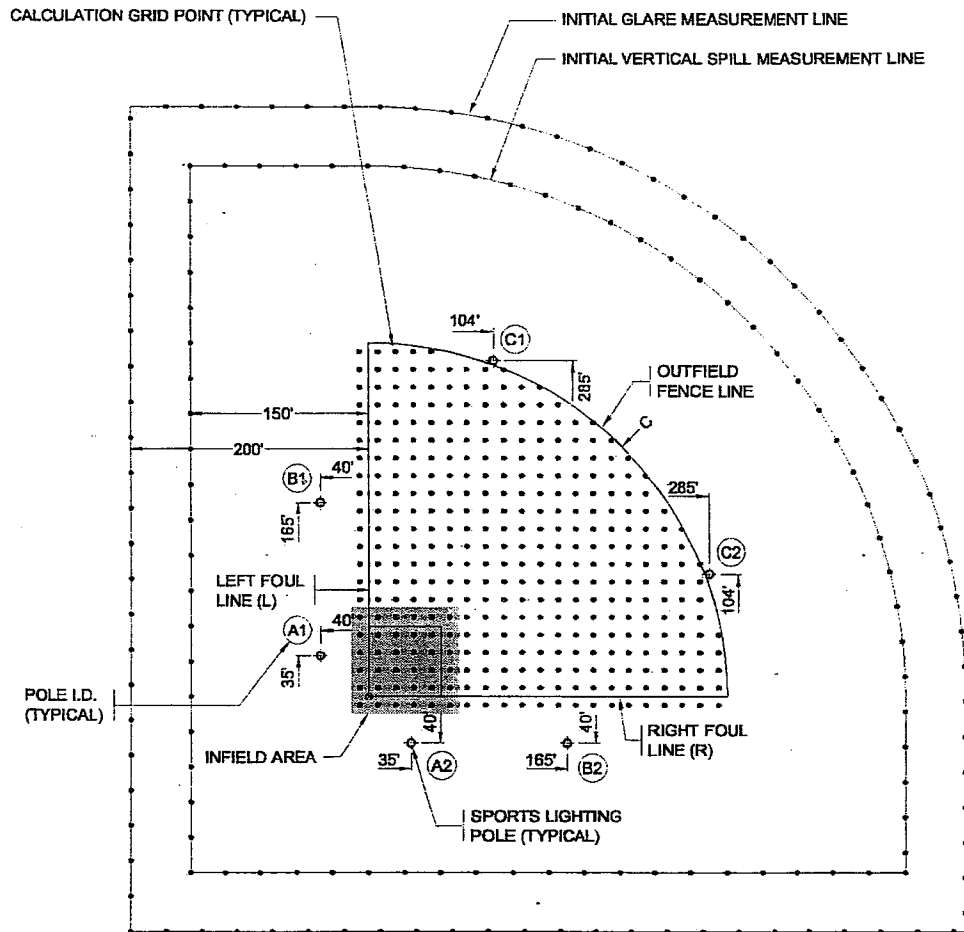 CALCULATION GRID POINT (TYPICAL)
INITIAL GLARE MEASUREMENT LINE
INITIAL VERTICAL SPILL MEASUREMENT LINE
104'
C1
285'
OUTFIELD
FENCE LINE
C
150'
200'
B1
40'
165'
285'
C2
104'
LEFT FOUL
LINE (L)
A1
40'
35'
POLE I.D.
(TYPICAL)
INFIELD AREA
40'
35'
A2
165'
40'
B2
RIGHT FOUL
LINE (R)
SPORTS LIGHTING
POLE (TYPICAL)